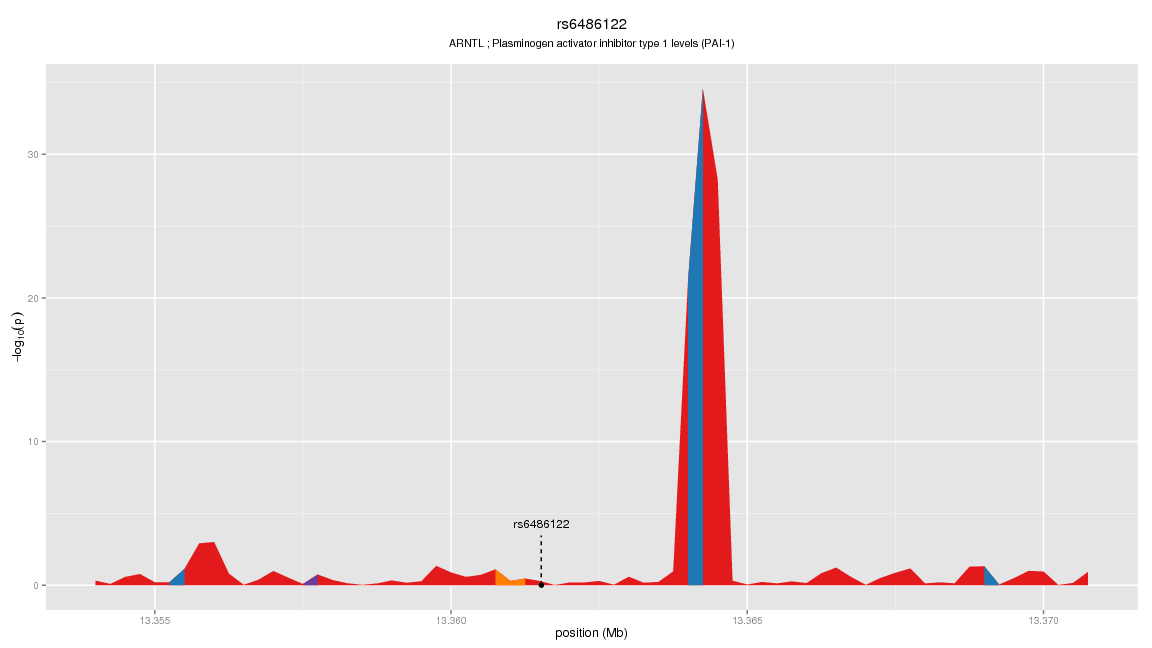 rs6486122
ARNTL ; Plasminogen activator inhibitor type 1 levels (PAI-1)
30
20
10
0
−log10(p)
rs6486122
13.355
13.360
13.365
13.370
position (Mb)